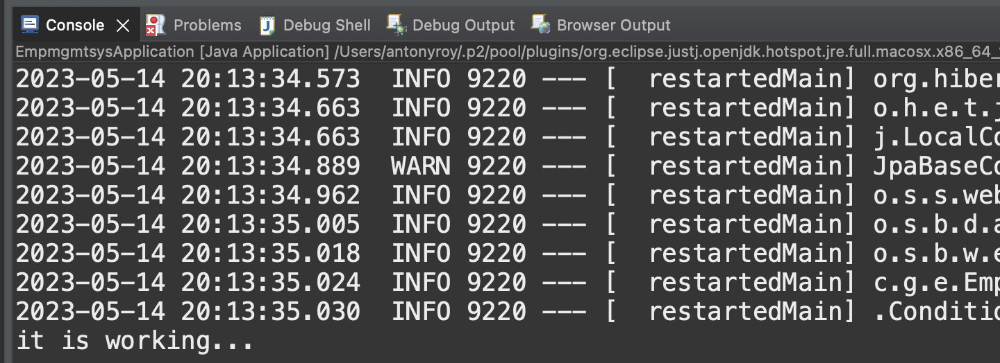 Console Problems Debug Shell Debug Output Browser Output
EmpmgmtsysApplication [Java Application] /Users/antonyroy/.p2/pool/plugins/org.eclipse.justj.openjdk.hotspot.jre.full.macosx.x86_64_
2023-05-14 20:13:34.573  INFO 9220 --- [  restartedMain] org.hiber
2023-05-14 20:13:34.663  INFO 9220 --- [  restartedMain] o.h.e.t.j
2023-05-14 20:13:34.663  INFO 9220 --- [  restartedMain] j.LocalCo
2023-05-14 20:13:34.889  WARN 9220 --- [  restartedMain] JpaBaseCo
2023-05-14 20:13:34.962  INFO 9220 --- [  restartedMain] o.s.s.web
2023-05-14 20:13:35.005  INFO 9220 --- [  restartedMain] o.s.b.d.a
2023-05-14 20:13:35.018  INFO 9220 --- [  restartedMain] o.s.b.w.e
2023-05-14 20:13:35.024  INFO 9220 --- [  restartedMain] c.g.e.Emp
2023-05-14 20:13:35.030  INFO 9220 --- [  restartedMain] .Conditio
it is working...